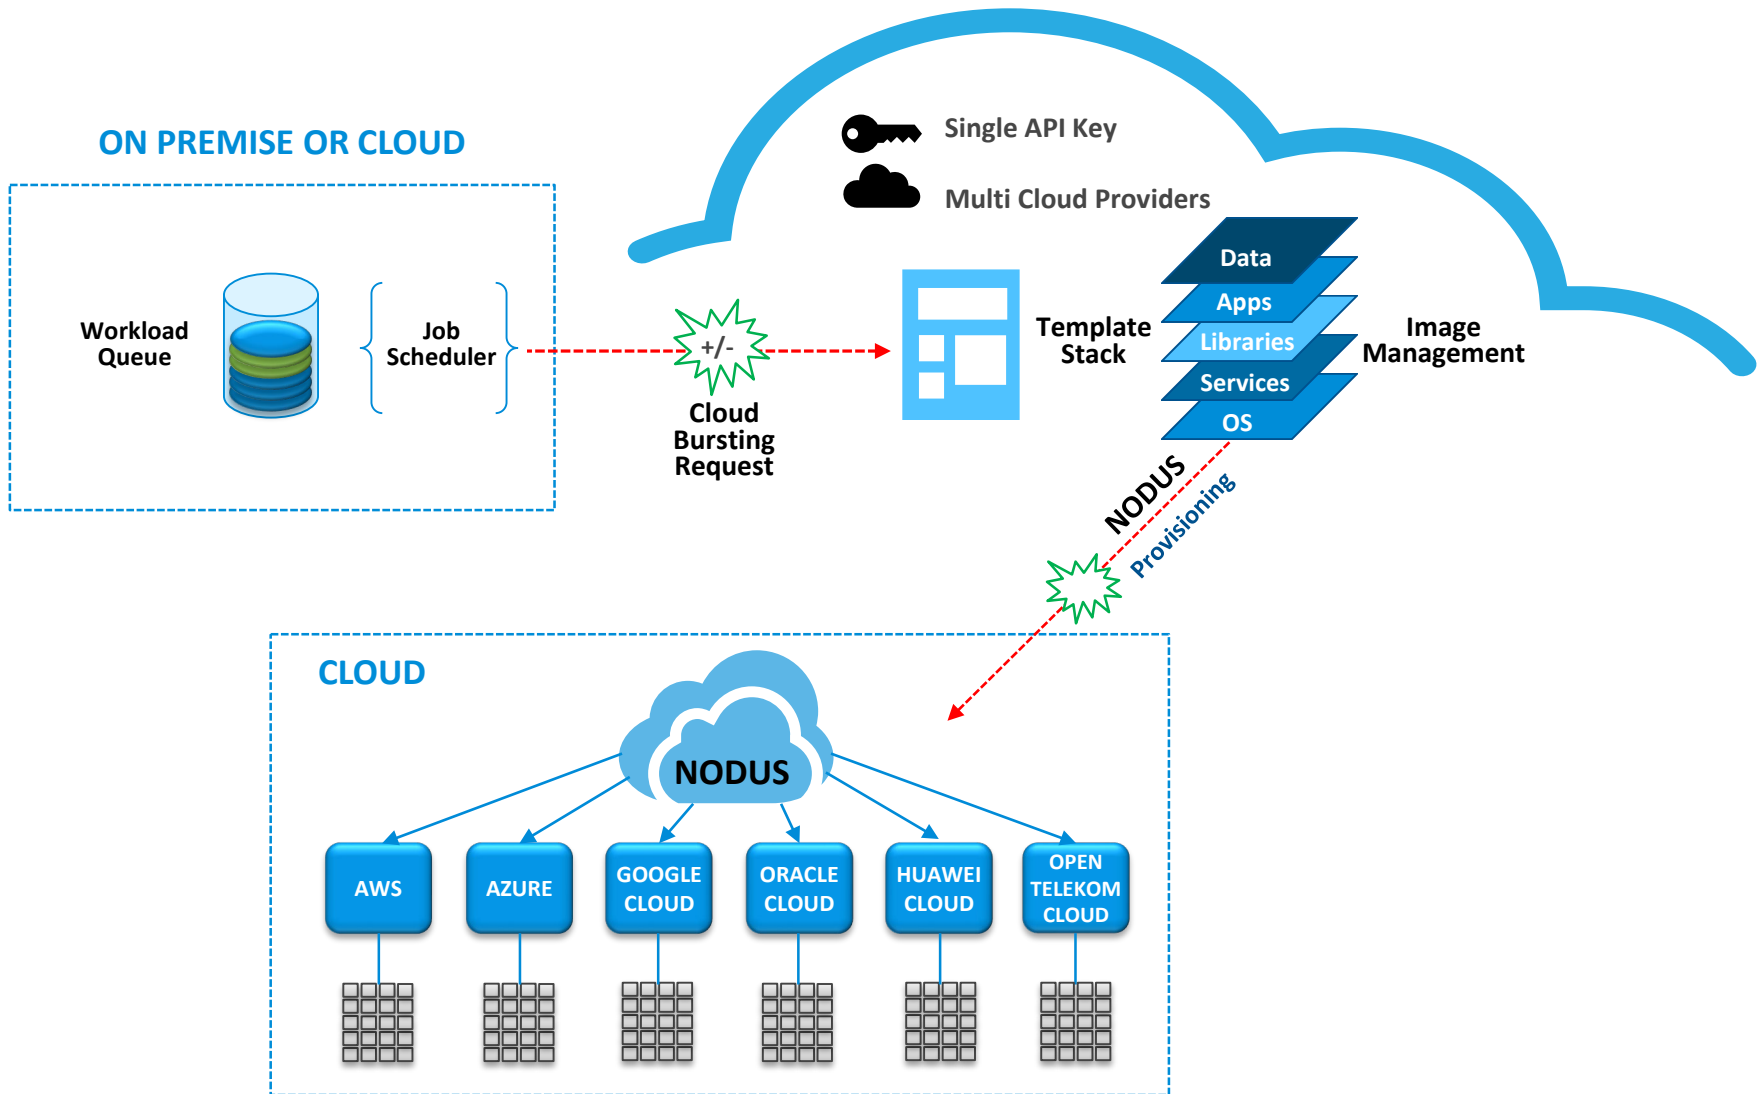 ON PREMISE OR CLOUD
Single API Key
Multi Cloud Providers
Workload
Queue
Job
Scheduler
+/-
Cloud
Bursting
Request
Template
Stack
Data
Apps
Libraries
Services
OS
Image
Management
NODUS
Provisioning
CLOUD
NODUS
AWS
AZURE
GOOGLE
CLOUD
ORACLE
CLOUD
HUAWEI
CLOUD
OPEN
TELEKOM
CLOUD